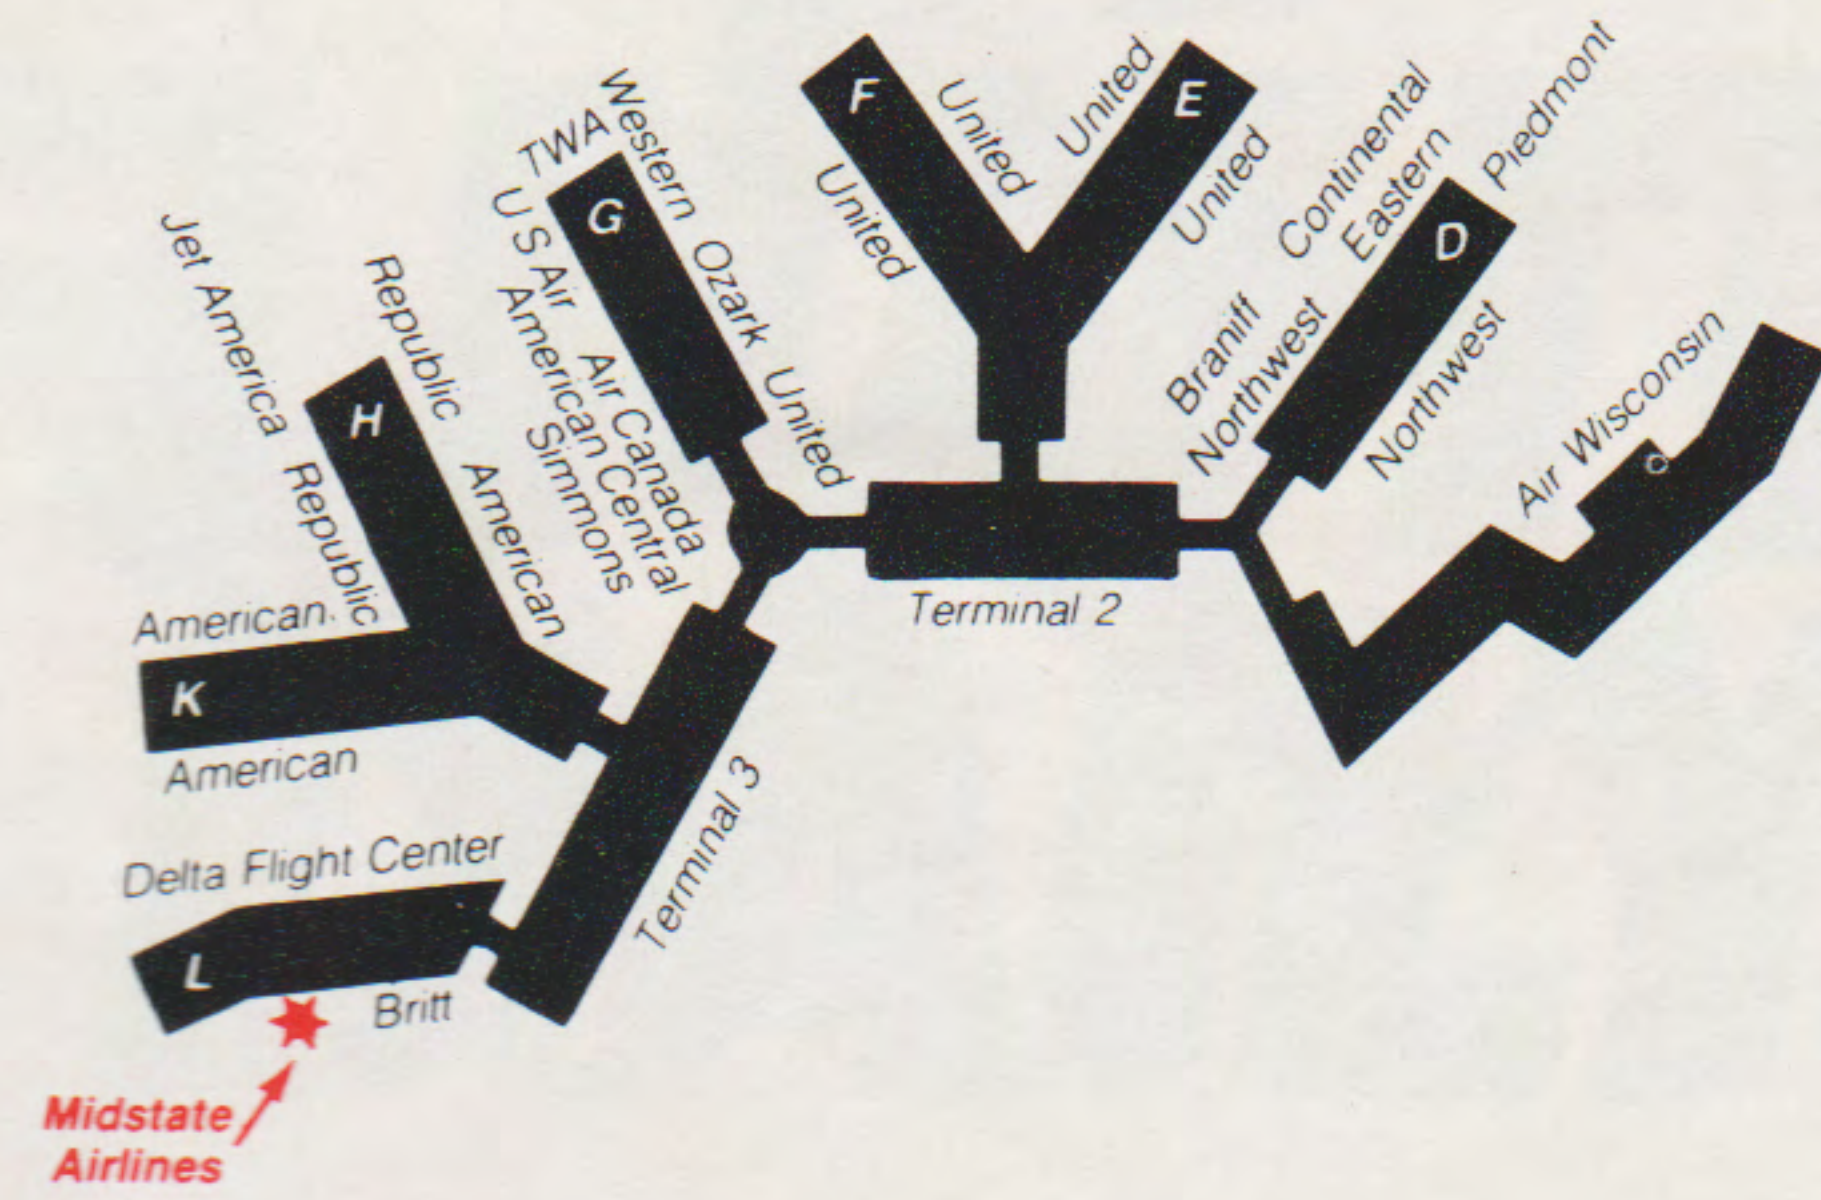 F
United
United
United
E
United
TWA
Western
Ozark
United
G
U S Air
Air Canada
American Central
Simmons
Continental
Eastern
Piedmont
Braniff
Northwest
D
Northwest
Air Wisconsin
C
Jet America
Republic
H
Republic
American
American
K
American
Terminal 2
Terminal 3
Delta Flight Center
L
Britt
Midstate
Airlines